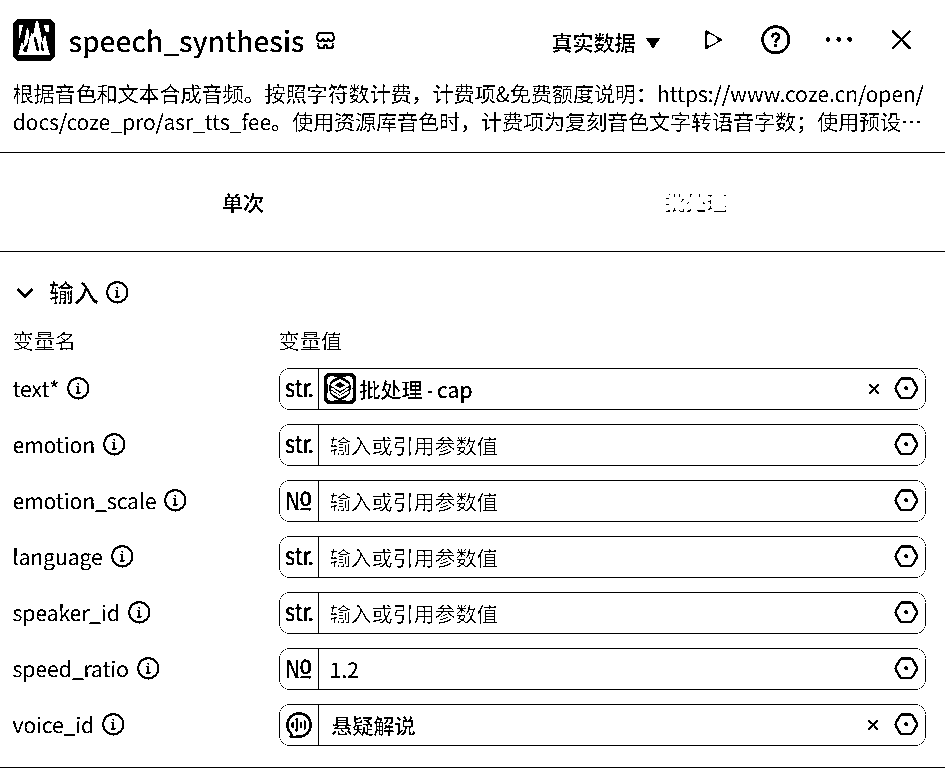 speech_synthesis
真实数据
根据音色和文本合成音频。按照字符数计费，计费项&免费额度说明：https://www.coze.cn/open/
docs/coze_pro/asr_tts_fee。使用资源库音色时，计费项为复刻音色文字转语音字数；使用预设…
单次 批处理
输入
变量名 变量值
text* str. 批处理 - cap
emotion str. 输入或引用参数值
emotion_scale № 输入或引用参数值
language str. 输入或引用参数值
speaker_id str. 输入或引用参数值
speed_ratio № 1.2
voice_id 悬疑解说